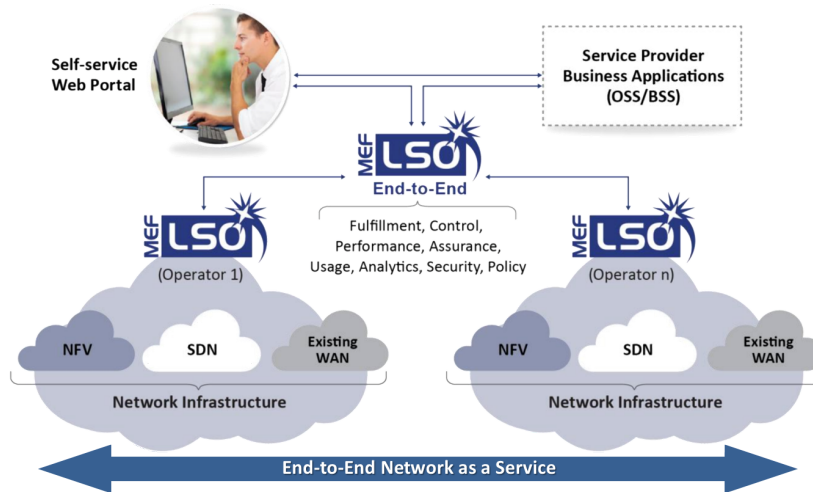 Self-service
Web Portal
Service Provider
Business Applications
(OSS/BSS)
MEF
LSO
End-to-End
Fulfillment, Control,
Performance, Assurance,
Usage, Analytics, Security, Policy
MEF
LSO
(Operator 1)
NFV
SDN
Existing
WAN
Network Infrastructure
MEF
LSO
(Operator n)
NFV
SDN
Existing
WAN
Network Infrastructure
End-to-End Network as a Service